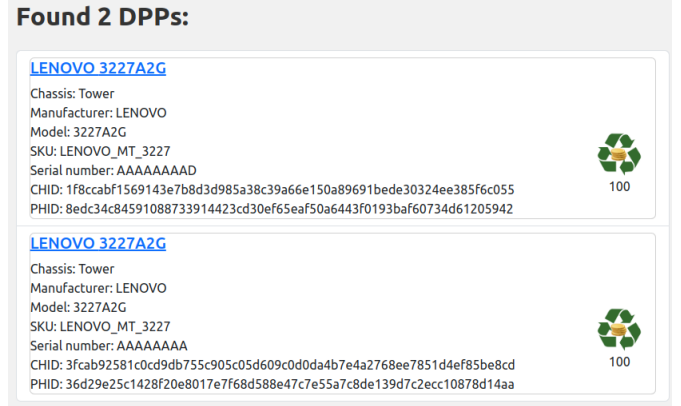 Found 2 DPPs:
LENOVO 3227A2G
Chassis: Tower
Manufacturer: LENOVO
Model: 3227A2G
SKU: LENOVO_MT_3227
Serial number: AAAAAAAAD
CHID: 1f8ccabf1569143e7b8d3d985a38c39a66e150a89691bede30324ee385f6c055
PHID: 8edc34c84591088733914423cd30ef65eaf50a6443f0193baf60734d61205942
100
LENOVO 3227A2G
Chassis: Tower
Manufacturer: LENOVO
Model: 3227A2G
SKU: LENOVO_MT_3227
Serial number: AAAAAAAA
CHID: 3fcab92581c0cd9db755c905c05d609c0d0da4b7e4a2768ee7851d4ef85be8cd
PHID: 36d29e25c1428f20e8017e7f68d588e47c7e55a7c8de139d7c2ecc10878d14aa
100